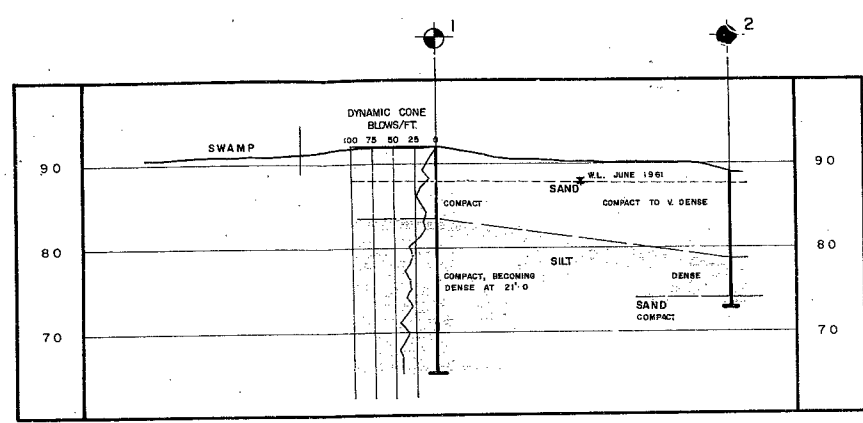 1
2
DYNAMIC CONE
BLOWS/FT.
100 75 50 25 0
SWAMP
90
90
W.L. JUNE 1961
SAND
COMPACT
COMPACT TO V. DENSE
80
80
SILT
COMPACT, BECOMING
DENSE AT 21'·0
DENSE
SAND
COMPACT
70
70